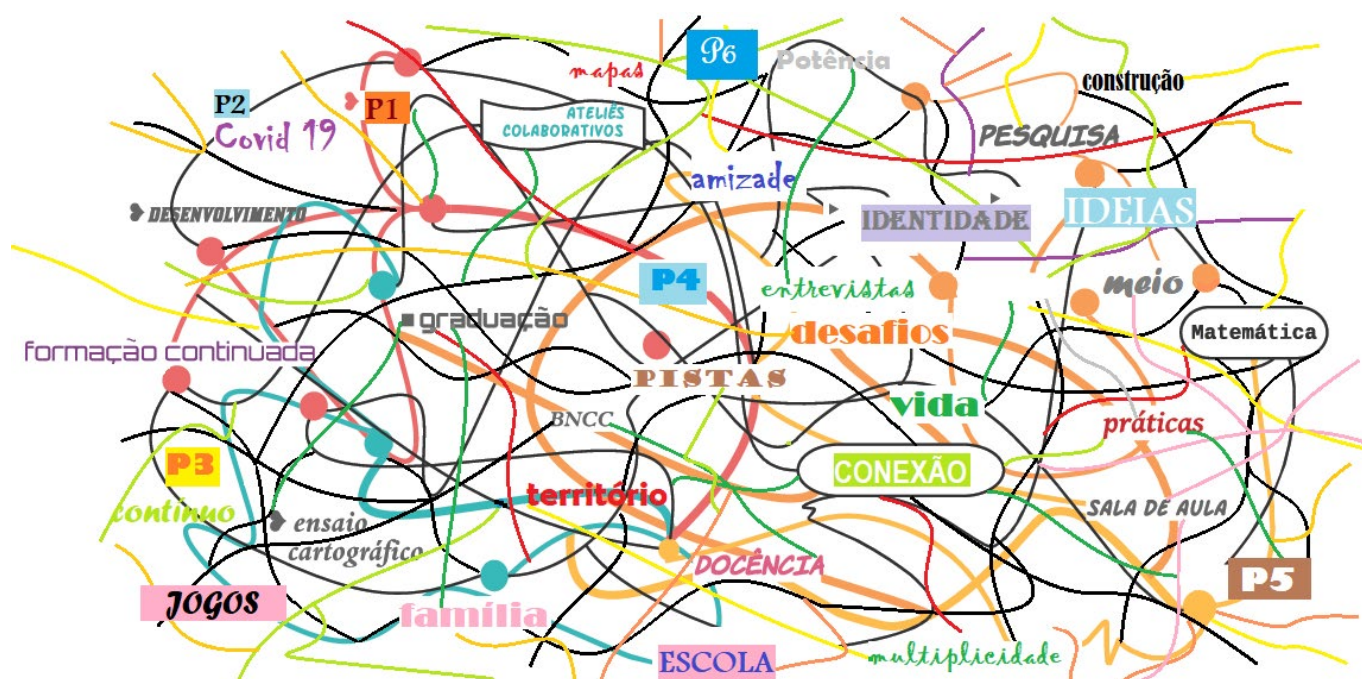 P6
Potência
mapas
construção
P2
P1
ATELIÊS
COLABORATIVOS
Covid 19
PESQUISA
amizade
DESENVOLVIMENTO
IDENTIDADE
IDEIAS
P4
entrevistas
meio
graduação
desafios
Matemática
formação continuada
PISTAS
BNCC
vida
práticas
P3
CONEXÃO
território
contínuo
ensaio
cartográfico
SALA DE AULA
DOCÊNCIA
P5
JOGOS
família
ESCOLA
multiplicidade